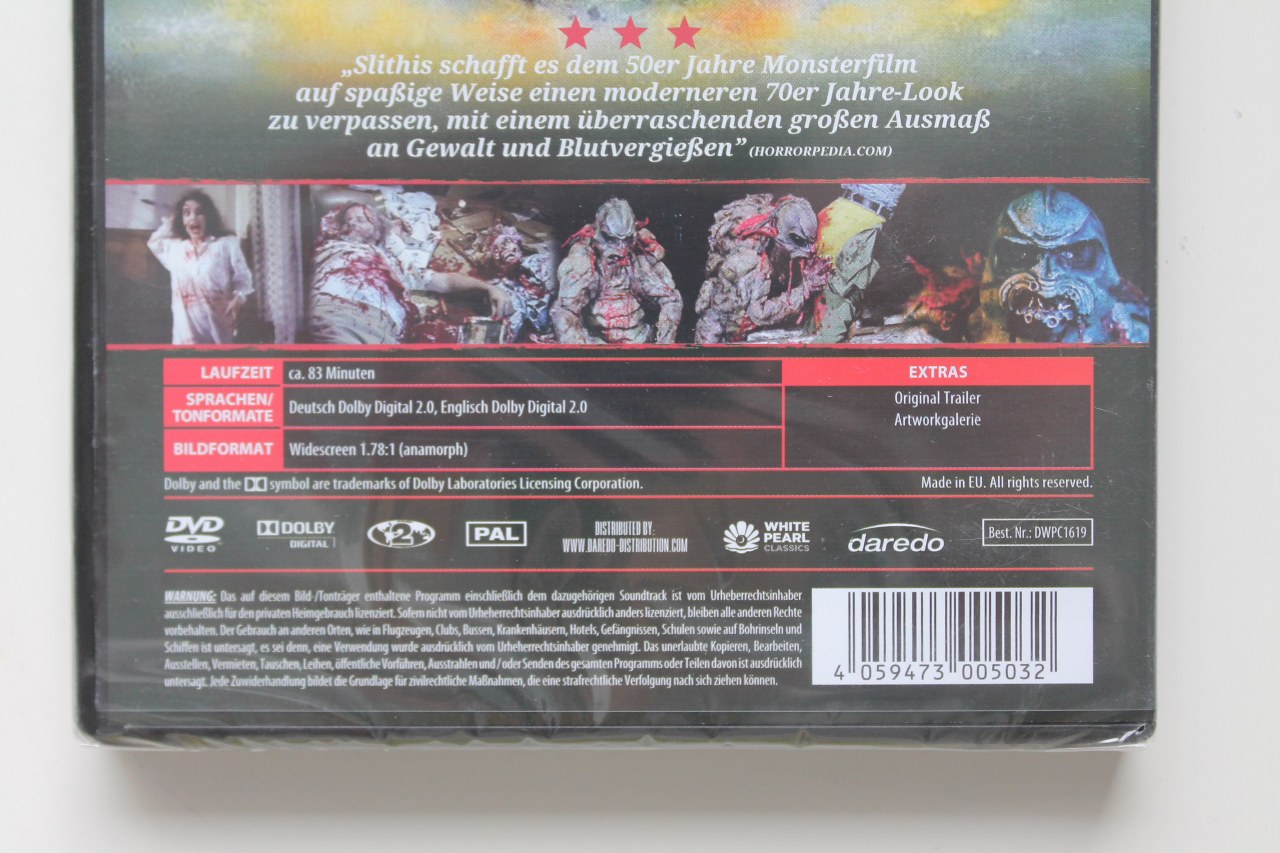 „Slithis schafft es dem 50er Jahre Monsterfilm
auf spaßige Weise einen moderneren 70er Jahre-Look
zu verpassen, mit einem überraschenden großen Ausmaß
an Gewalt und Blutvergießen” (HORRORPEDIA.COM)
LAUFZEIT ca. 83 Minuten
SPRACHEN/
TONFORMATE Deutsch Dolby Digital 2.0, Englisch Dolby Digital 2.0
BILDFORMAT Widescreen 1.78:1 (anamorph)
EXTRAS
Original Trailer
Artworkgalerie
Dolby and the symbol are trademarks of Dolby Laboratories Licensing Corporation.
Made in EU. All rights reserved.
DVD
VIDEO
DOLBY
DIGITAL
2
PAL
DISTRIBUTED BY:
WWW.DAREDO-DISTRIBUTION.COM
WHITE
PEARL
CLASSICS
daredo
Best. Nr.: DWPC1619
WARNUNG: Das auf diesem Bild-/Tonträger enthaltene Programm einschließlich dem dazugehörigen Soundtrack ist vom Urheberrechtsinhaber
ausschließlich für den privaten Heimgebrauch lizenziert. Sofern nicht vom Urheberrechtsinhaber ausdrücklich anders lizenziert, bleiben alle anderen Rechte
vorbehalten. Der Gebrauch an anderen Orten, wie in Flugzeugen, Clubs, Bussen, Krankenhäusern, Hotels, Gefängnissen, Schulen sowie auf Bohrinseln und
Schiffen ist untersagt, es sei denn, eine Verwendung wurde ausdrücklich vom Urheberrechtsinhaber genehmigt. Das unerlaubte Kopieren, Bearbeiten,
Ausstellen, Vermieten, Tauschen, Leihen, öffentliche Vorführen, Ausstrahlen und / oder Senden des gesamten Programms oder Teilen davon ist ausdrücklich
untersagt. Jede Zuwiderhandlung bildet die Grundlage für zivilrechtliche Maßnahmen, die eine strafrechtliche Verfolgung nach sich ziehen können.
4 059473 005032